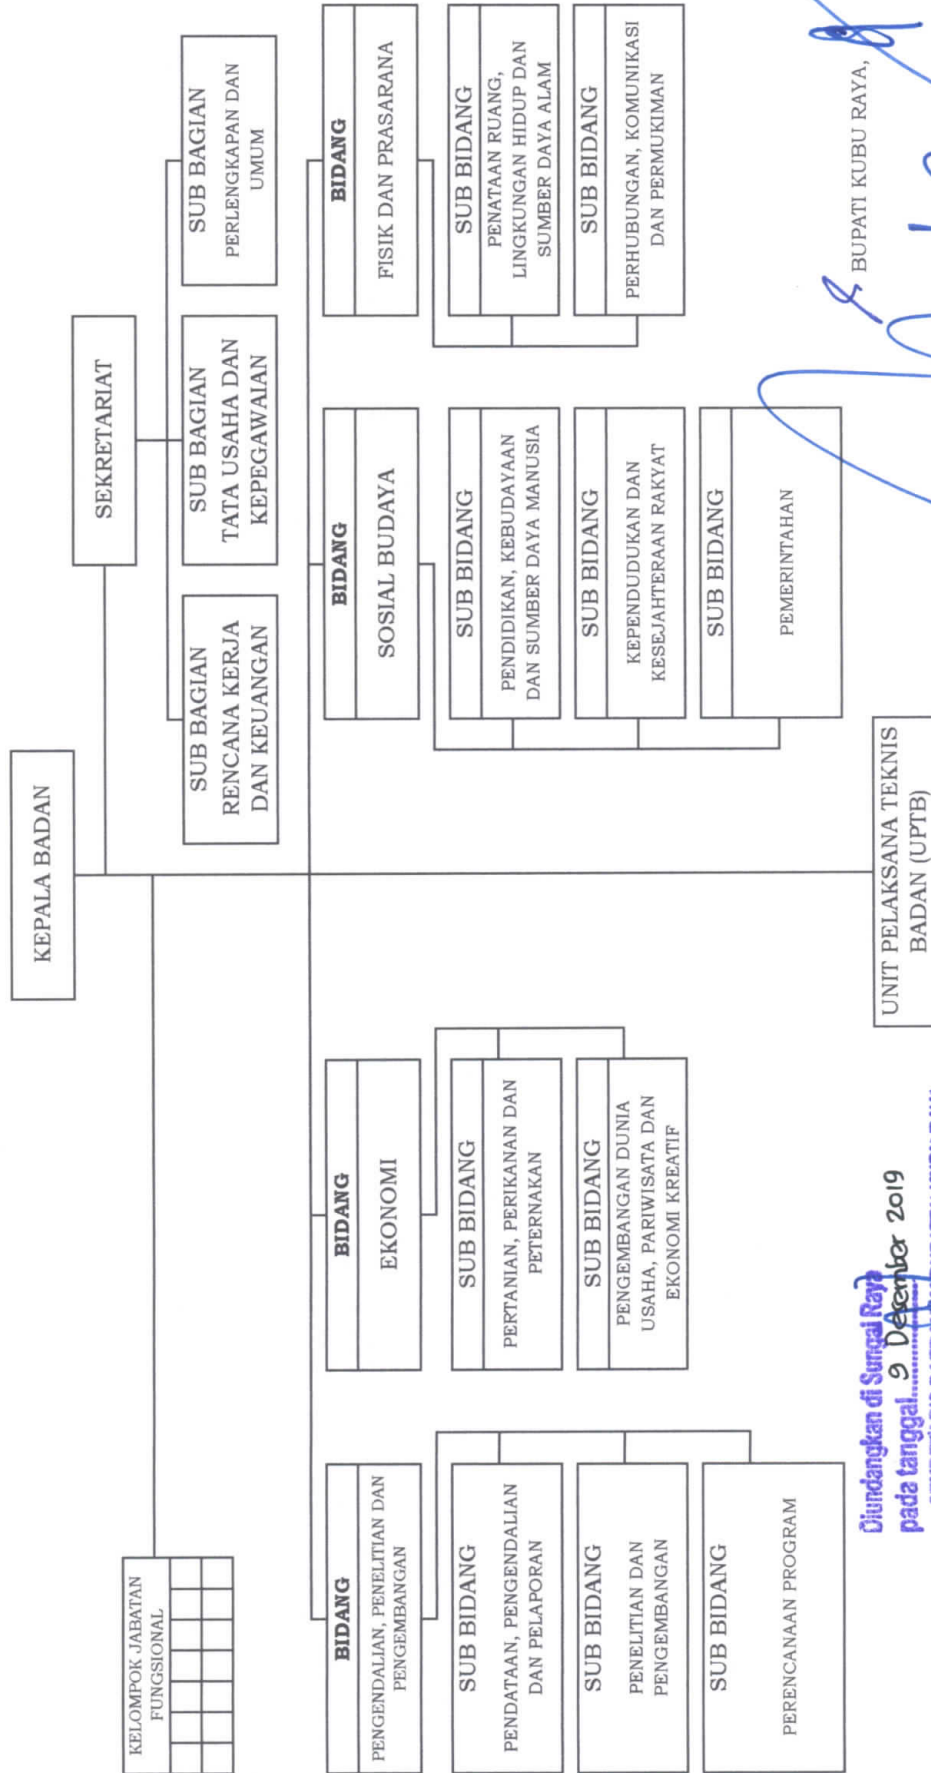 KEPALA BADAN
SEKRETARIAT
KELOMPOK JABATAN
FUNGSIONAL
SUB BAGIAN
RENCANA KERJA
DAN KEUANGAN
SUB BAGIAN
TATA USAHA DAN
KEPEGAWAIAN
SUB BAGIAN
PERLENGKAPAN DAN
UMUM
BIDANG
PENGENDALIAN, PENELITIAN DAN
PENGEMBANGAN
SUB BIDANG
PENDATAAN, PENGENDALIAN
DAN PELAPORAN
SUB BIDANG
PENELITIAN DAN
PENGEMBANGAN
SUB BIDANG
PERENCANAAN PROGRAM
BIDANG
EKONOMI
SUB BIDANG
PERTANIAN, PERIKANAN DAN
PETERNAKAN
SUB BIDANG
PENGEMBANGAN DUNIA
USAHA, PARIWISATA DAN
EKONOMI KREATIF
BIDANG
SOSIAL BUDAYA
SUB BIDANG
PENDIDIKAN, KEBUDAYAAN
DAN SUMBER DAYA MANUSIA
SUB BIDANG
KEPENDUDUKAN DAN
KESEJAHTERAAN RAKYAT
SUB BIDANG
PEMERINTAHAN
BIDANG
FISIK DAN PRASARANA
SUB BIDANG
PENATAAN RUANG,
LINGKUNGAN HIDUP DAN
SUMBER DAYA ALAM
SUB BIDANG
PERHUBUNGAN, KOMUNIKASI
DAN PERMUKIMAN
UNIT PELAKSANA TEKNIS
BADAN (UPTB)
BUPATI KUBU RAYA,
Diundangkan di Sungai Raya
pada tanggal 9 Desember 2019